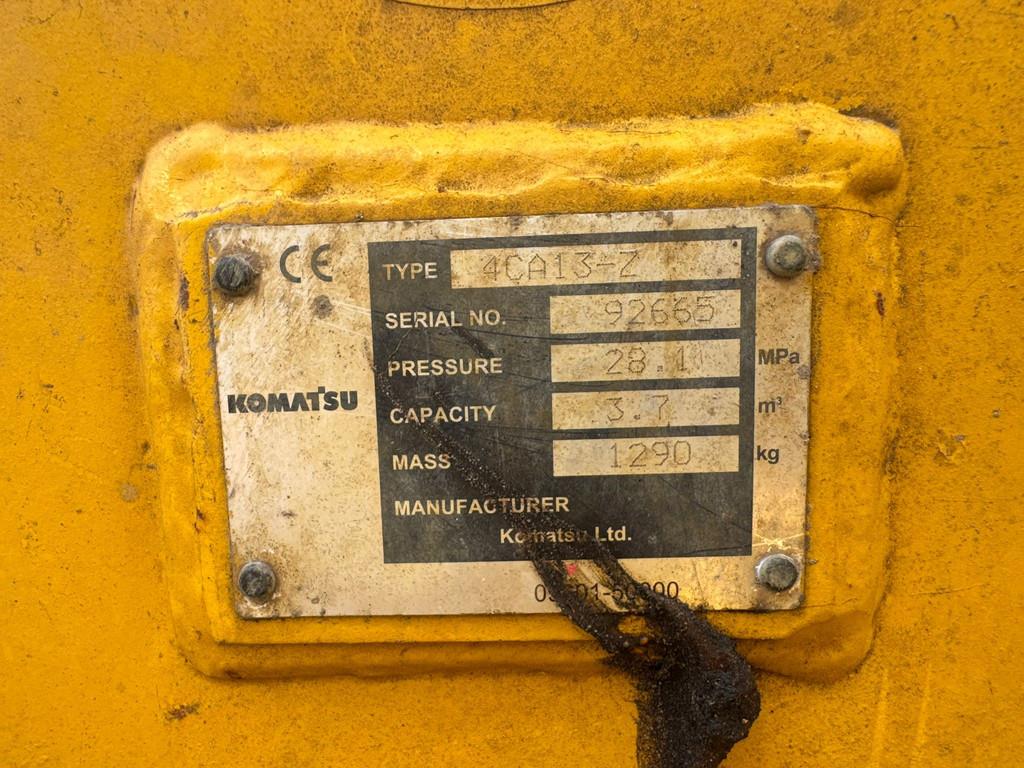 CE
TYPE 4CA13-Z
SERIAL NO. 92665
PRESSURE 28.1 MPa
KOMATSU
CAPACITY 3.7 m³
MASS 1290 kg
MANUFACTURER
Komatsu Ltd.